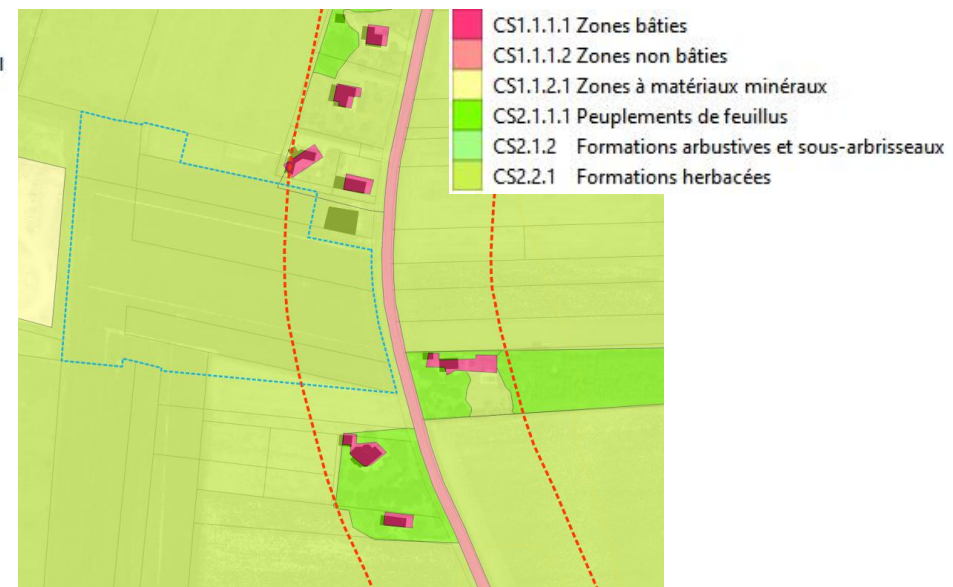 CS1.1.1.1 Zones bâties
CS1.1.1.2 Zones non bâties
CS1.1.2.1 Zones à matériaux minéraux
CS2.1.1.1 Peuplements de feuillus
CS2.1.2 Formations arbustives et sous-arbrisseaux
CS2.2.1 Formations herbacées